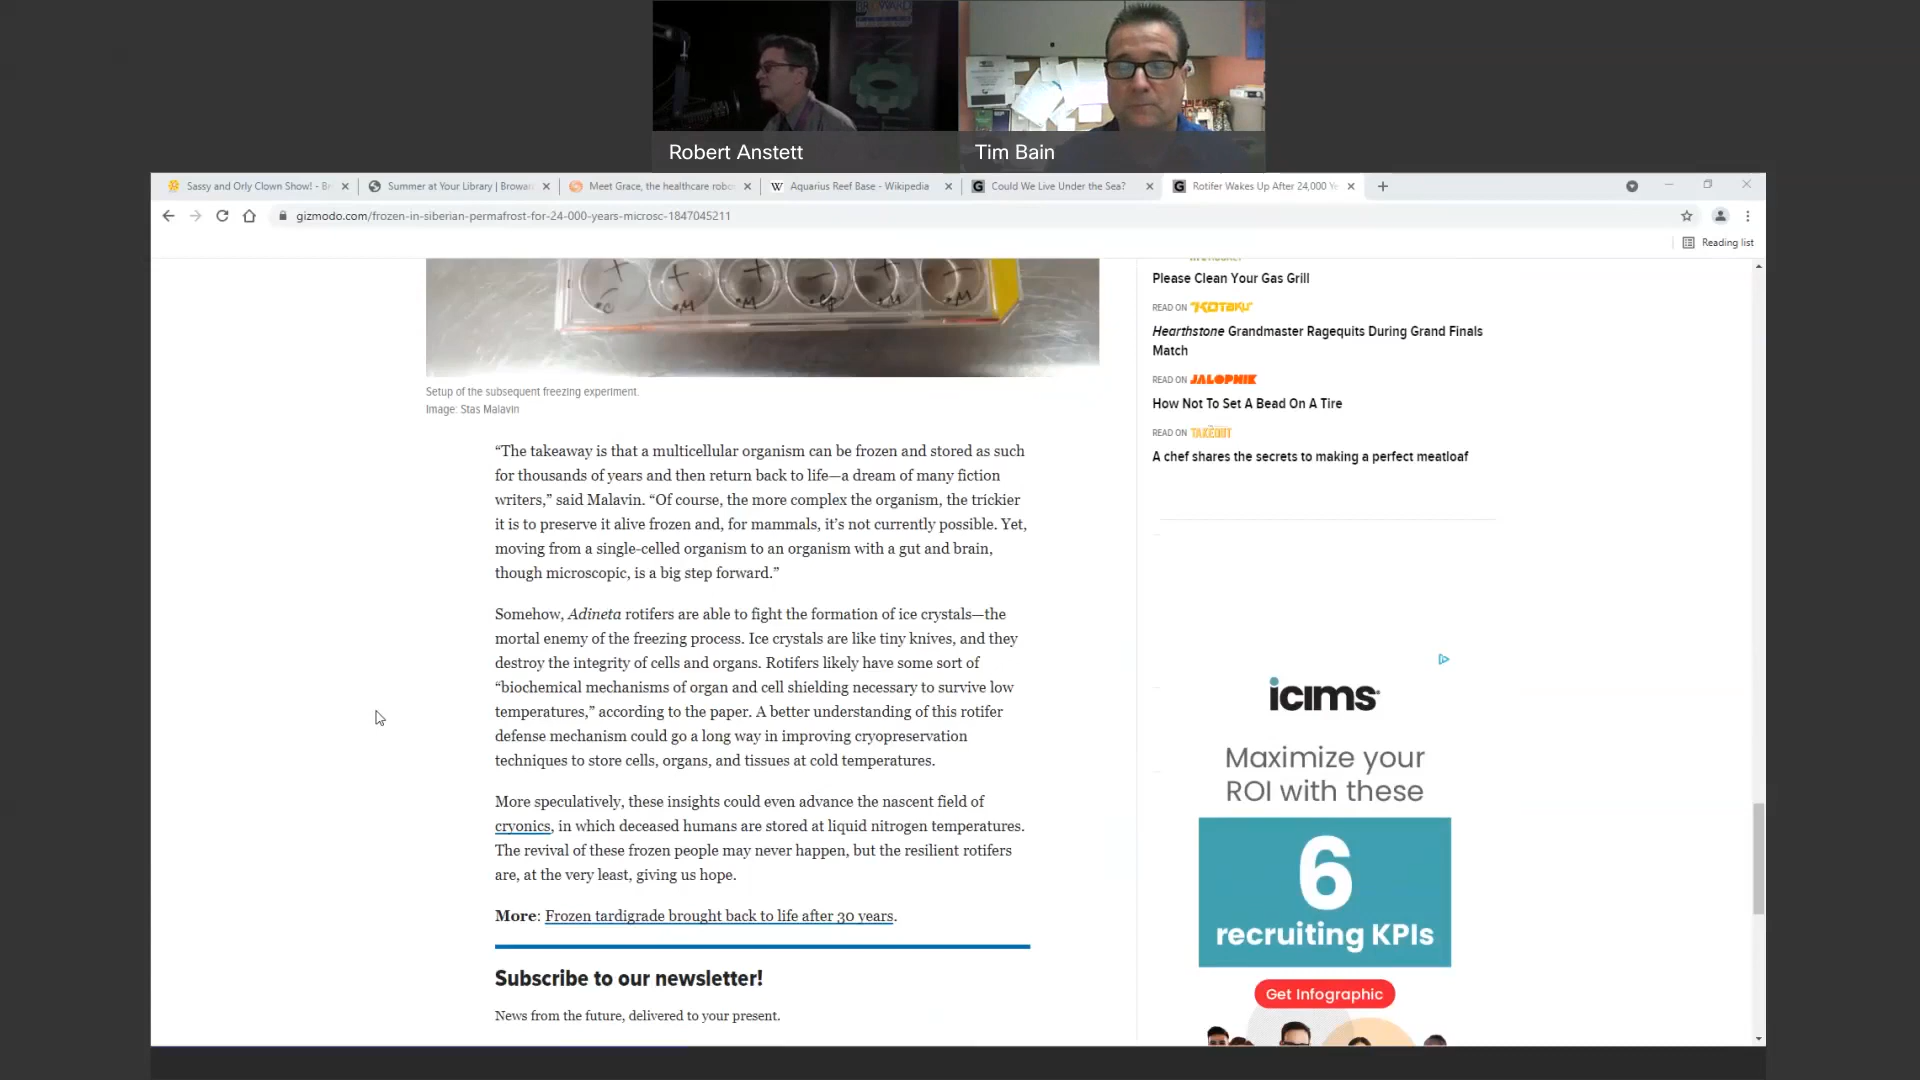 BROWARD
Robert Anstett
Tim Bain
Sassy and Orly Clown Show! - Br
Summer at Your Library | Browar
Meet Grace, the healthcare robo
Aquarius Reef Base - Wikipedia
Could We Live Under the Sea?
Rotifer Wakes Up After 24,000 Ye
gizmodo.com/frozen-in-siberian-permafrost-for-24-000-years-microsc-1847045211
Reading list
Setup of the subsequent freezing experiment.
Image: Stas Malavin
“The takeaway is that a multicellular organism can be frozen and stored as such
for thousands of years and then return back to life—a dream of many fiction
writers,” said Malavin. “Of course, the more complex the organism, the trickier
it is to preserve it alive frozen and, for mammals, it’s not currently possible. Yet,
moving from a single-celled organism to an organism with a gut and brain,
though microscopic, is a big step forward.”
Somehow, Adineta rotifers are able to fight the formation of ice crystals—the
mortal enemy of the freezing process. Ice crystals are like tiny knives, and they
destroy the integrity of cells and organs. Rotifers likely have some sort of
“biochemical mechanisms of organ and cell shielding necessary to survive low
temperatures,” according to the paper. A better understanding of this rotifer
defense mechanism could go a long way in improving cryopreservation
techniques to store cells, organs, and tissues at cold temperatures.
More speculatively, these insights could even advance the nascent field of
cryonics, in which deceased humans are stored at liquid nitrogen temperatures.
The revival of these frozen people may never happen, but the resilient rotifers
are, at the very least, giving us hope.
More: Frozen tardigrade brought back to life after 30 years.
Subscribe to our newsletter!
News from the future, delivered to your present.
Please Clean Your Gas Grill
READ ON KOTAKU
Hearthstone Grandmaster Ragequits During Grand Finals
Match
READ ON JALOPNIK
How Not To Set A Bead On A Tire
READ ON TAKEOUT
A chef shares the secrets to making a perfect meatloaf
icims
Maximize your
ROI with these
6
recruiting KPIs
Get Infographic